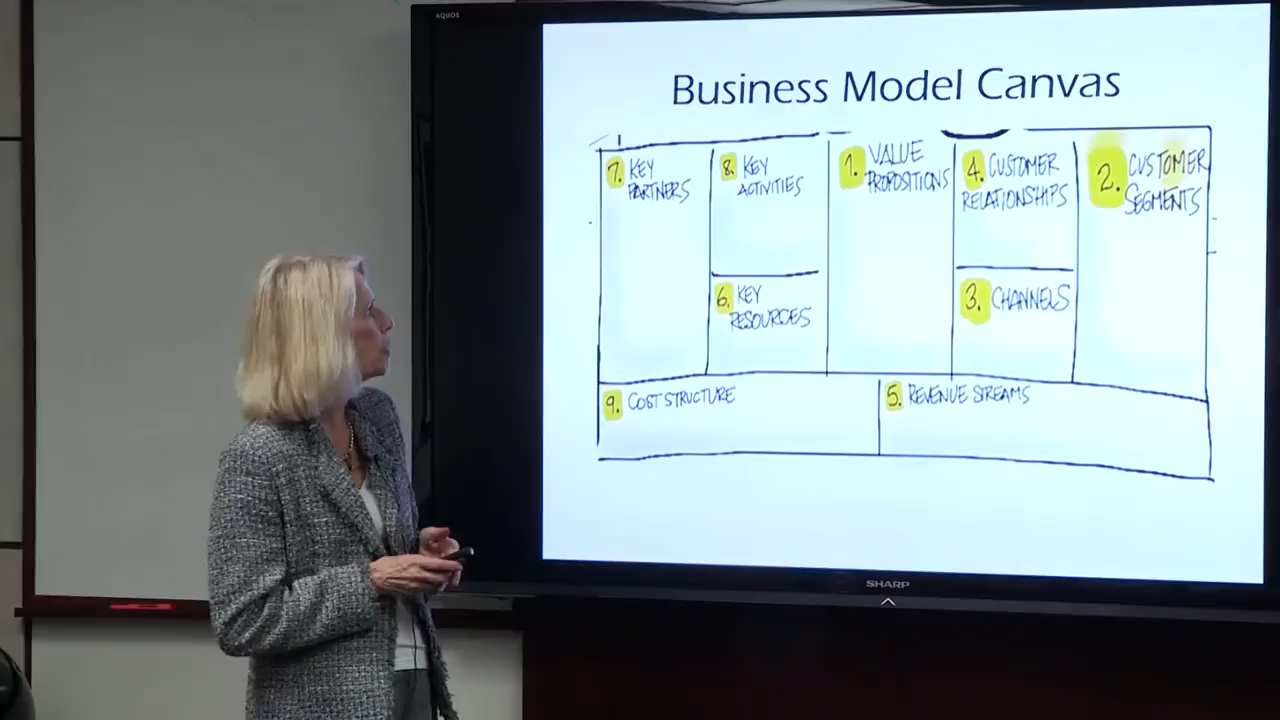 AQUOS
Business Model Canvas
7. KEY
PARTNERS
8. KEY
ACTIVITIES
1. VALUE
PROPOSITIONS
4. CUSTOMER
RELATIONSHIPS
2. CUSTOMER
SEGMENTS
6. KEY
RESOURCES
3. CHANNELS
9. COST STRUCTURE
5. REVENUE STREAMS
SHARP